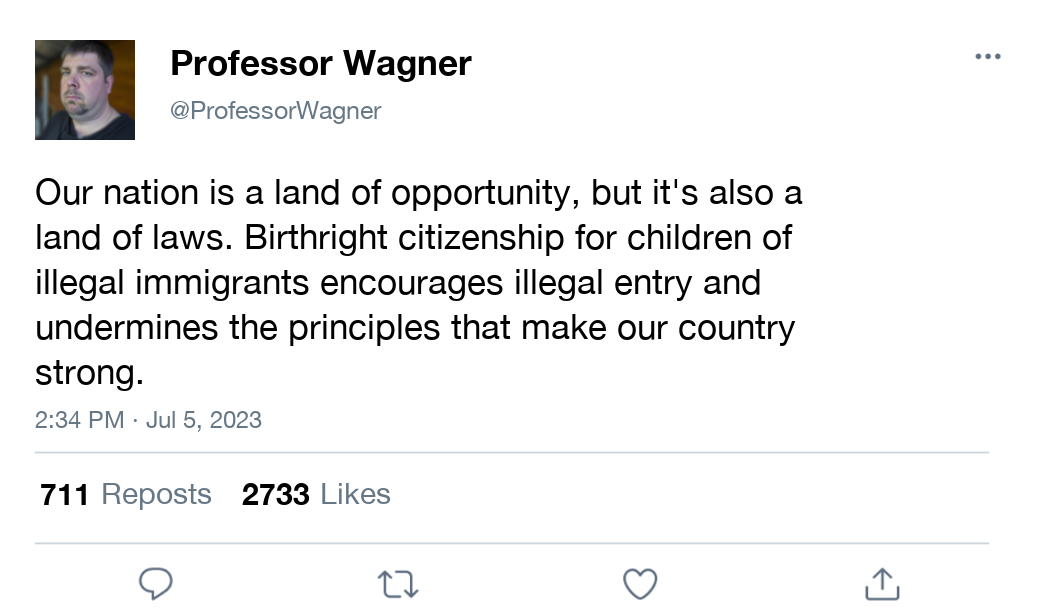 Professor Wagner
@ProfessorWagner
Our nation is a land of opportunity, but it's also a
land of laws. Birthright citizenship for children of
illegal immigrants encourages illegal entry and
undermines the principles that make our country
strong.
2:34 PM · Jul 5, 2023
711 Reposts 2733 Likes